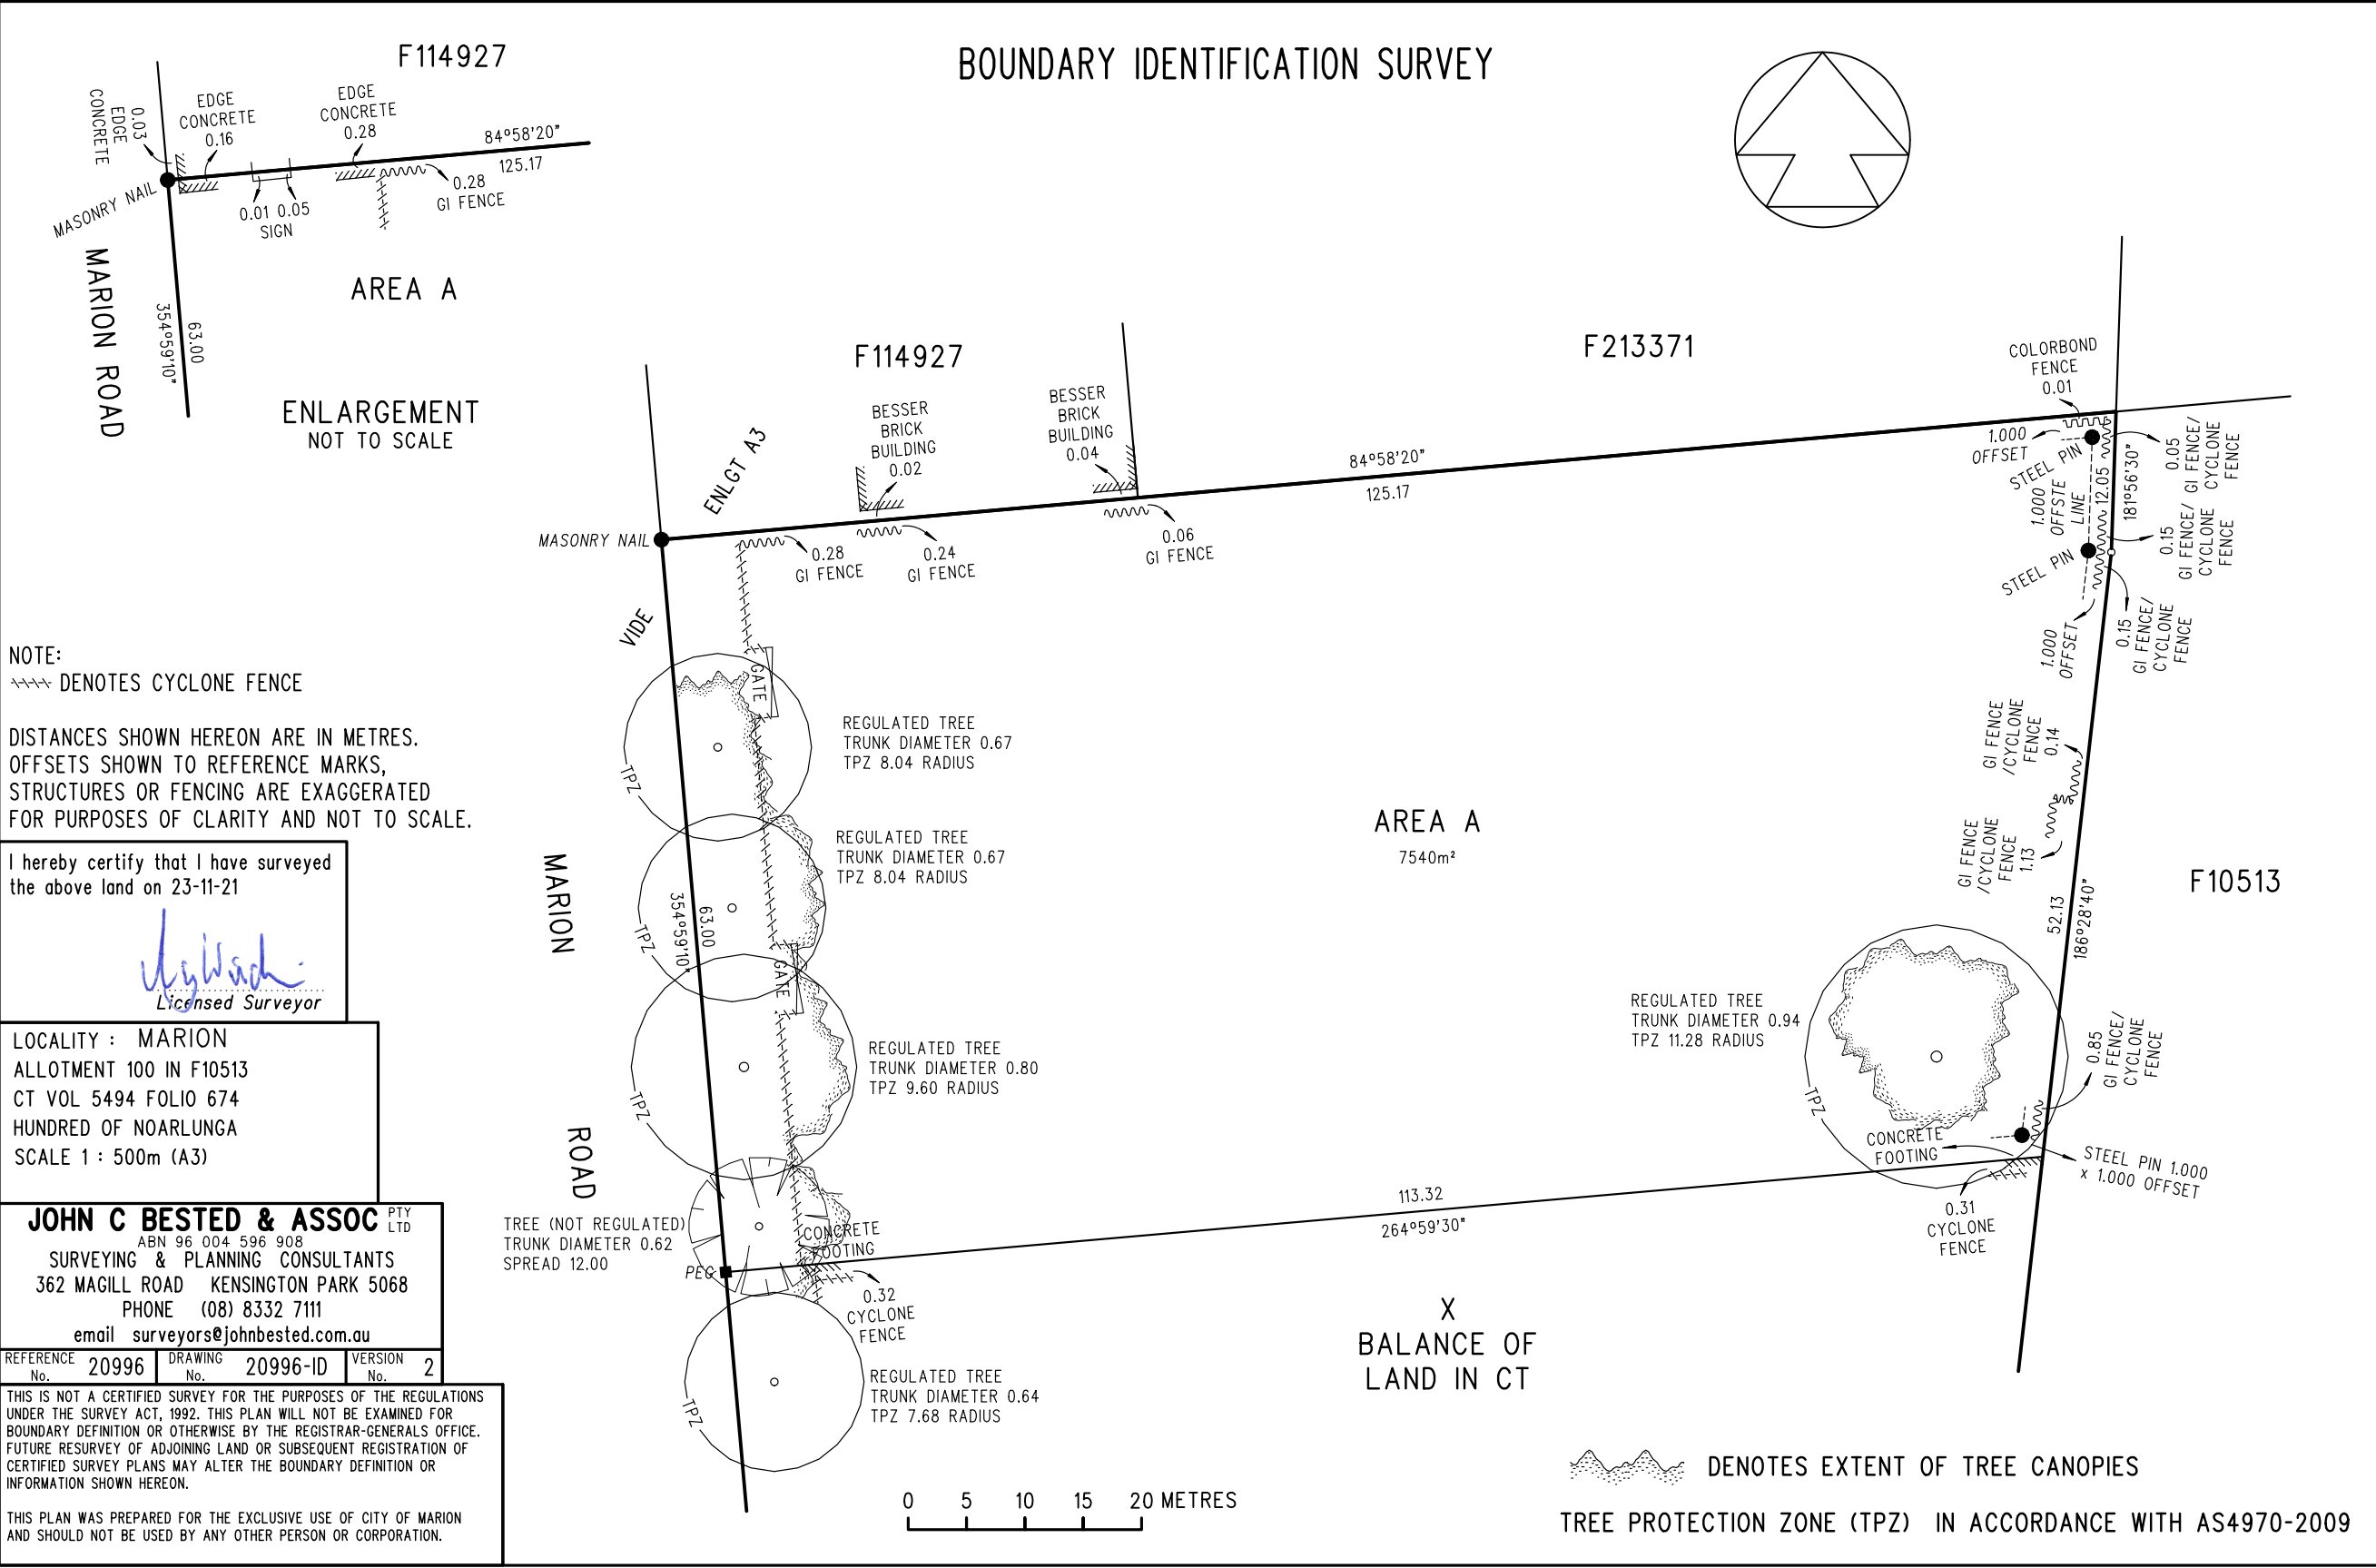 BOUNDARY IDENTIFICATION SURVEY
F114927
0.03
EDGE
CONCRETE
EDGE
CONCRETE
0.16
EDGE
CONCRETE
0.28
84°58'20"
125.17
MASONRY NAIL
0.01 0.05
SIGN
0.28
GI FENCE
MARION ROAD
354°59'10"
63.00
AREA A
ENLARGEMENT
NOT TO SCALE
F114927
F213371
ENLGT A3
VIDE
BESSER
BRICK
BUILDING
0.02
BESSER
BRICK
BUILDING
0.04
84°58'20"
125.17
COLORBOND
FENCE
0.01
1.000
OFFSET
STEEL PIN
1.000
OFFSTE
LINE
12.05
181°56'30"
0.05
GI FENCE/
CYCLONE
FENCE
0.15
GI FENCE/
CYCLONE
FENCE
STEEL PIN
0.15
GI FENCE/
CYCLONE
FENCE
1.000
OFFSET
MASONRY NAIL
0.28
GI FENCE
0.24
GI FENCE
0.06
GI FENCE
NOTE:
DENOTES CYCLONE FENCE
DISTANCES SHOWN HEREON ARE IN METRES.
OFFSETS SHOWN TO REFERENCE MARKS,
STRUCTURES OR FENCING ARE EXAGGERATED
FOR PURPOSES OF CLARITY AND NOT TO SCALE.
GATE
TPZ
REGULATED TREE
TRUNK DIAMETER 0.67
TPZ 8.04 RADIUS
GI FENCE
/CYCLONE
FENCE
0.14
GI FENCE
/CYCLONE
FENCE
1.13
AREA A
7540m²
REGULATED TREE
TRUNK DIAMETER 0.67
TPZ 8.04 RADIUS
TPZ
MARION
ROAD
354°59'10"
63.00
GATE
52.13
186°28'40"
F10513
I hereby certify that I have surveyed
the above land on 23-11-21
Licensed Surveyor
REGULATED TREE
TRUNK DIAMETER 0.94
TPZ 11.28 RADIUS
TPZ
REGULATED TREE
TRUNK DIAMETER 0.80
TPZ 9.60 RADIUS
TPZ
0.85
GI FENCE/
CYCLONE
FENCE
CONCRETE
FOOTING
STEEL PIN 1.000
x 1.000 OFFSET
0.31
CYCLONE
FENCE
113.32
264°59'30"
TREE (NOT REGULATED)
TRUNK DIAMETER 0.62
SPREAD 12.00
CONCRETE
FOOTING
PEG
0.32
CYCLONE
FENCE
X
BALANCE OF
LAND IN CT
REGULATED TREE
TRUNK DIAMETER 0.64
TPZ 7.68 RADIUS
TPZ
LOCALITY : MARION
ALLOTMENT 100 IN F10513
CT VOL 5494 FOLIO 674
HUNDRED OF NOARLUNGA
SCALE 1 : 500m (A3)
JOHN C BESTED & ASSOC PTY LTD
ABN 96 004 596 908
SURVEYING & PLANNING CONSULTANTS
362 MAGILL ROAD KENSINGTON PARK 5068
PHONE (08) 8332 7111
email surveyors@johnbested.com.au
REFERENCE No. 20996 DRAWING No. 20996-ID VERSION No. 2
THIS IS NOT A CERTIFIED SURVEY FOR THE PURPOSES OF THE REGULATIONS
UNDER THE SURVEY ACT, 1992. THIS PLAN WILL NOT BE EXAMINED FOR
BOUNDARY DEFINITION OR OTHERWISE BY THE REGISTRAR-GENERALS OFFICE.
FUTURE RESURVEY OF ADJOINING LAND OR SUBSEQUENT REGISTRATION OF
CERTIFIED SURVEY PLANS MAY ALTER THE BOUNDARY DEFINITION OR
INFORMATION SHOWN HEREON.
THIS PLAN WAS PREPARED FOR THE EXCLUSIVE USE OF CITY OF MARION
AND SHOULD NOT BE USED BY ANY OTHER PERSON OR CORPORATION.
0 5 10 15 20 METRES
DENOTES EXTENT OF TREE CANOPIES
TREE PROTECTION ZONE (TPZ) IN ACCORDANCE WITH AS4970-2009